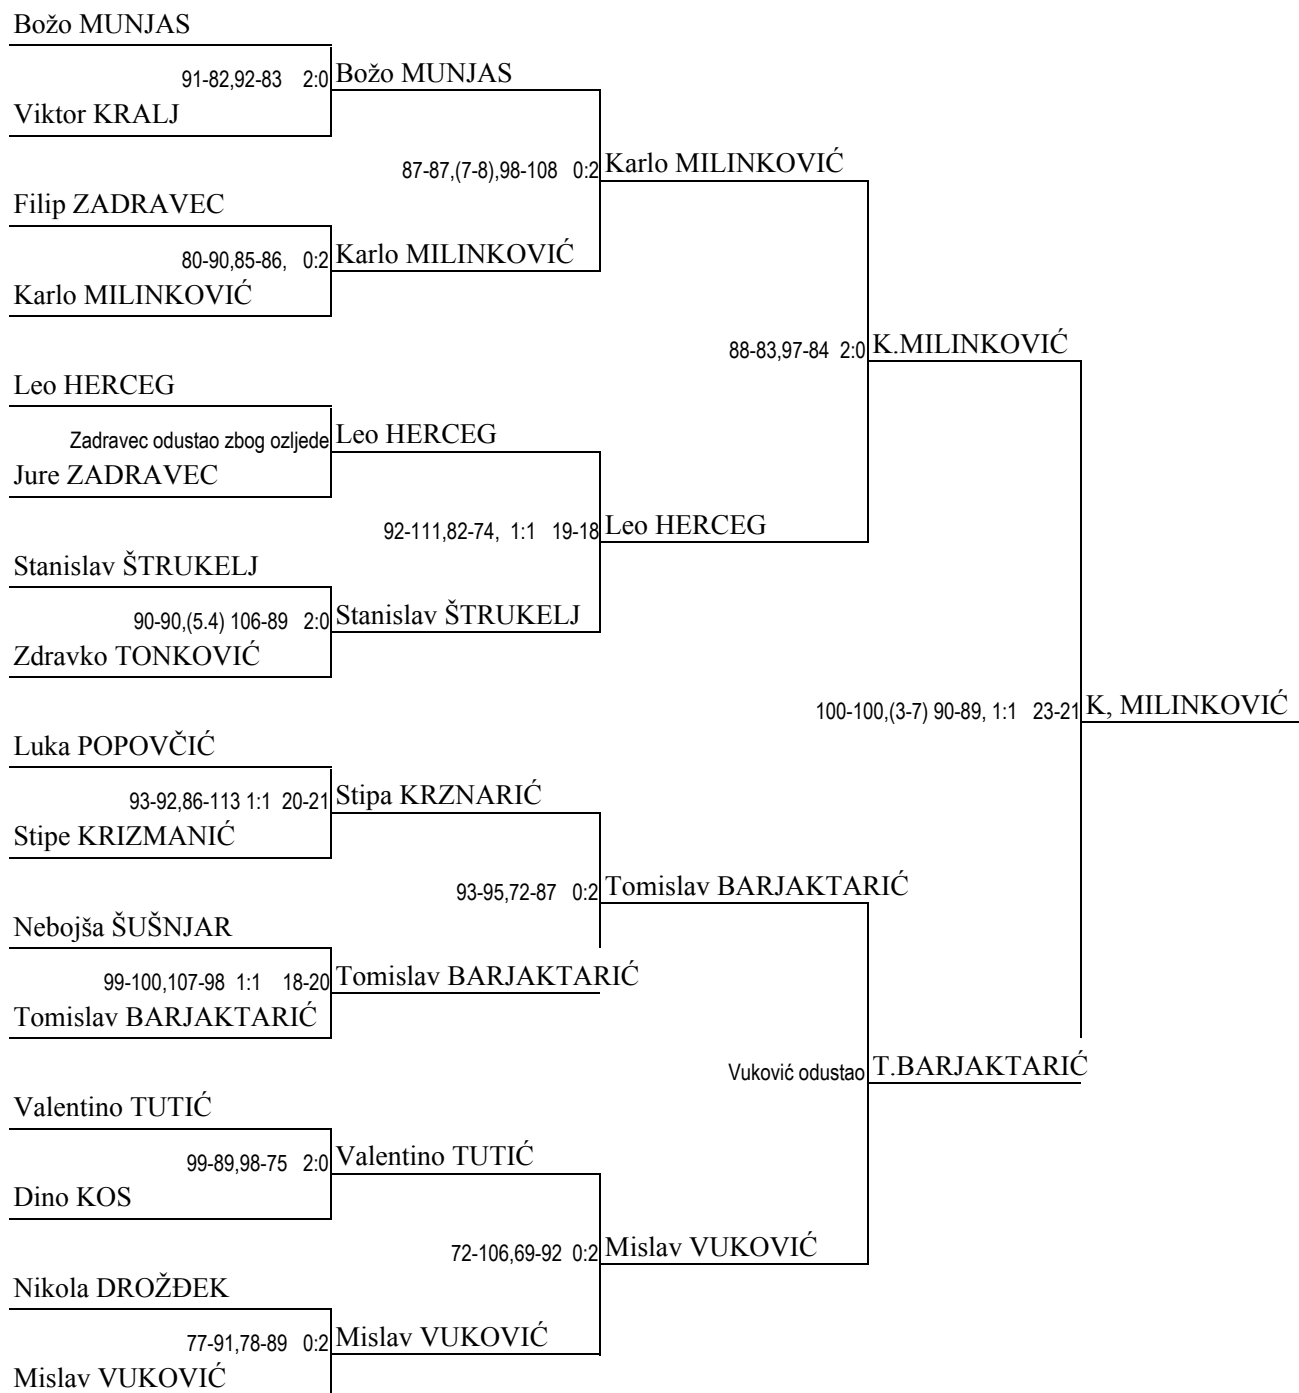 Božo MUNJAS
91-82,92-83 2:0 Božo MUNJAS
Viktor KRALJ
87-87,(7-8),98-108 0:2 Karlo MILINKOVIĆ
Filip ZADRAVEC
80-90,85-86, 0:2 Karlo MILINKOVIĆ
Karlo MILINKOVIĆ
88-83,97-84 2:0 K.MILINKOVIĆ
Leo HERCEG
Zadravec odustao zbog ozljede Leo HERCEG
Jure ZADRAVEC
92-111,82-74, 1:1 19-18 Leo HERCEG
Stanislav ŠTRUKELJ
90-90,(5.4) 106-89 2:0 Stanislav ŠTRUKELJ
Zdravko TONKOVIĆ
100-100,(3-7) 90-89, 1:1 23-21 K, MILINKOVIĆ
Luka POPOVČIĆ
93-92,86-113 1:1 20-21 Stipa KRZNARIĆ
Stipe KRIZMANIĆ
93-95,72-87 0:2 Tomislav BARJAKTARIĆ
Nebojša ŠUŠNJAR
99-100,107-98 1:1 18-20 Tomislav BARJAKTARIĆ
Tomislav BARJAKTARIĆ
Vuković odustao T.BARJAKTARIĆ
Valentino TUTIĆ
99-89,98-75 2:0 Valentino TUTIĆ
Dino KOS
72-106,69-92 0:2 Mislav VUKOVIĆ
Nikola DROŽĐEK
77-91,78-89 0:2 Mislav VUKOVIĆ
Mislav VUKOVIĆ